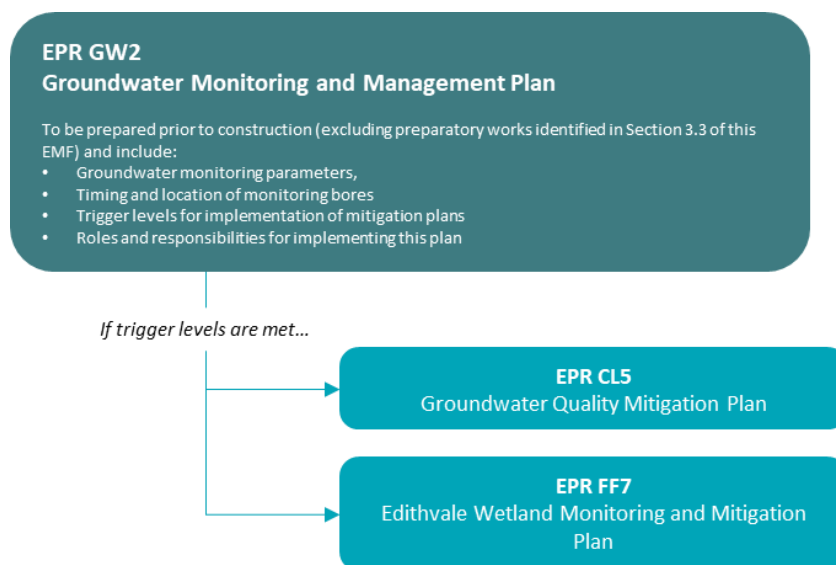 EPR GW2
Groundwater Monitoring and Management Plan
To be prepared prior to construction (excluding preparatory works identified in Section 3.3 of this
EMF) and include:
• Groundwater monitoring parameters,
• Timing and location of monitoring bores
• Trigger levels for implementation of mitigation plans
• Roles and responsibilities for implementing this plan
If trigger levels are met...
EPR CL5
Groundwater Quality Mitigation Plan
EPR FF7
Edithvale Wetland Monitoring and Mitigation
Plan